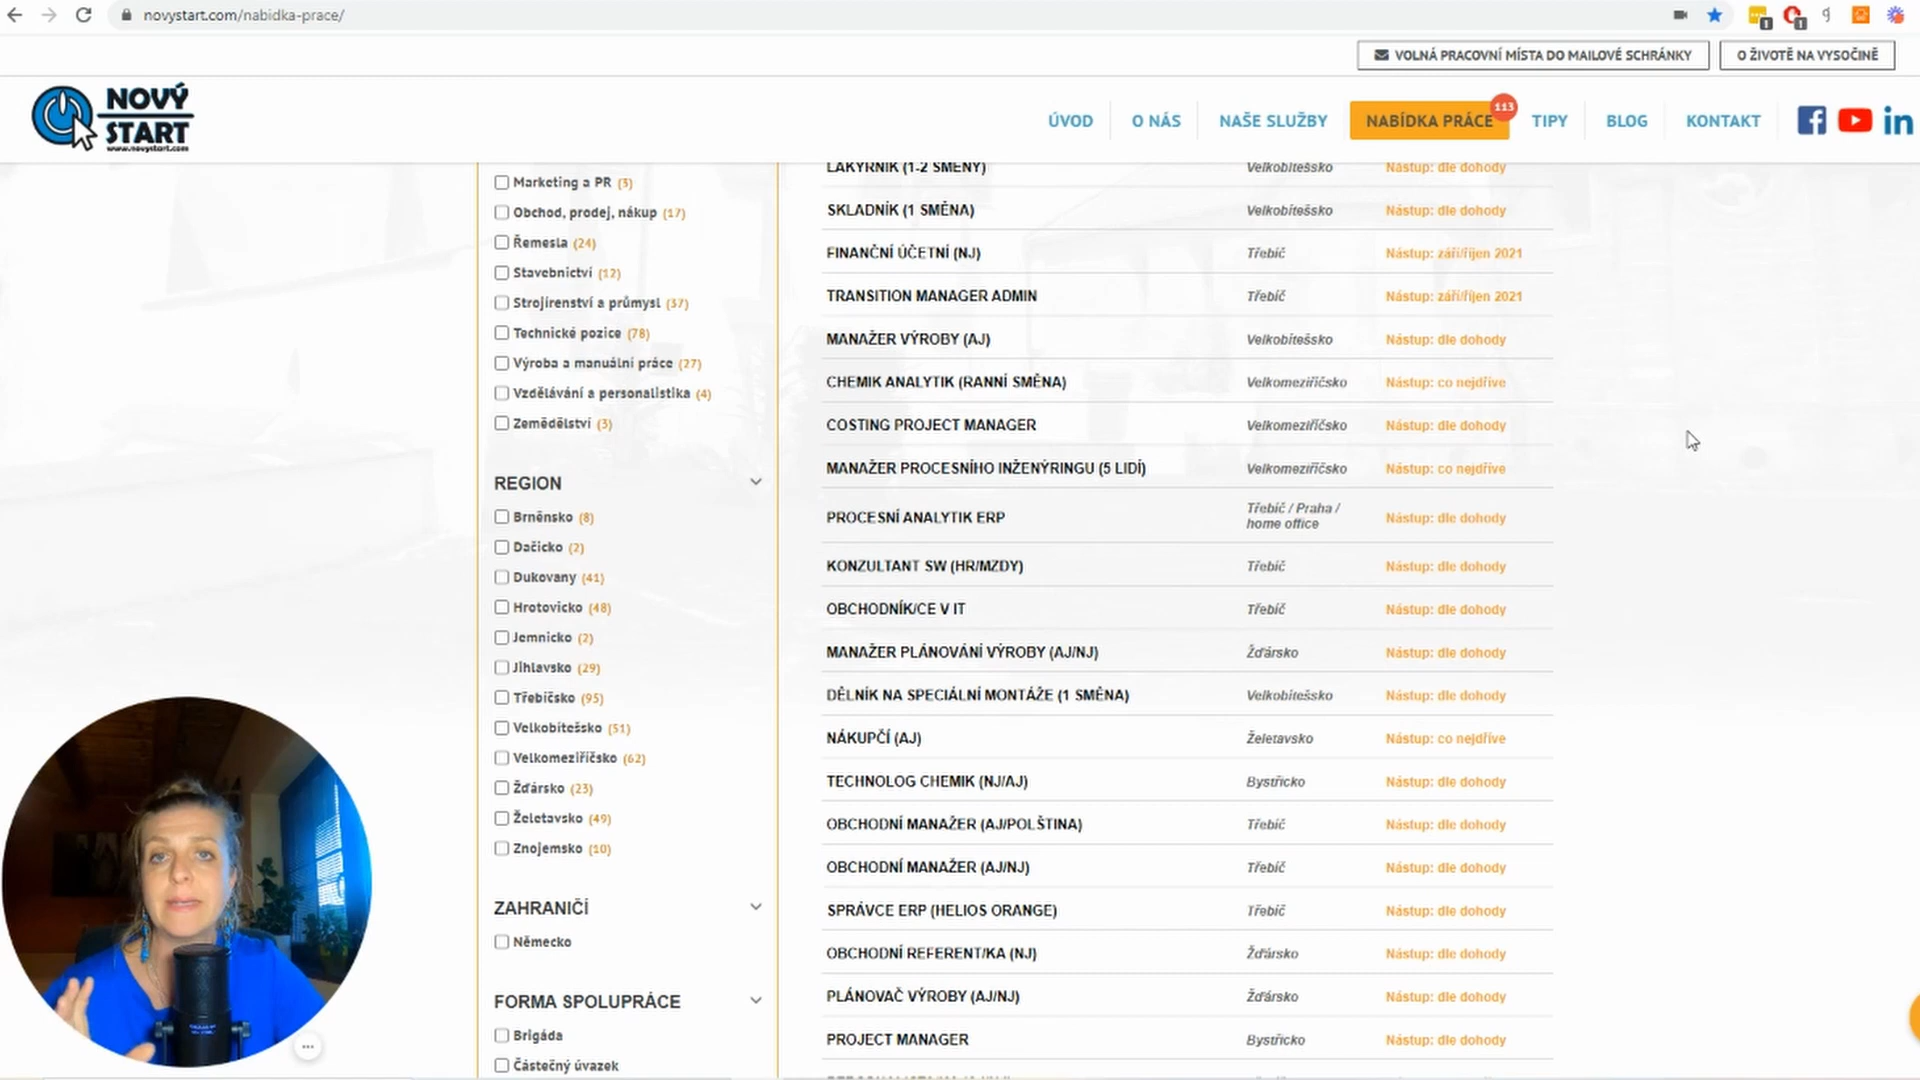 novystart.com/nabidka-prace/
VOLNÁ PRACOVNÍ MÍSTA DO MAILOVÉ SCHRÁNKY
O ŽIVOTĚ NA VYSOČINĚ
NOVÝ
START
www.novystart.com
ÚVOD
O NÁS
NAŠE SLUŽBY
NABÍDKA PRÁCE
113
TIPY
BLOG
KONTAKT
Marketing a PR (3)
Obchod, prodej, nákup (17)
Řemesla (24)
Stavebnictví (12)
Strojírenství a průmysl (37)
Technické pozice (78)
Výroba a manuální práce (27)
Vzdělávání a personalistika (4)
Zemědělství (3)
REGION
Brněnsko (8)
Dačicko (2)
Dukovany (41)
Hrotovicko (48)
Jemnicko (2)
Jihlavsko (29)
Třebíčsko (95)
Velkobítešsko (51)
Velkomeziříčsko (62)
Žďársko (23)
Želetavsko (49)
Znojemsko (10)
ZAHRANIČÍ
Německo
FORMA SPOLUPRÁCE
Brigáda
Částečný úvazek
LAKÝRNÍK (1-2 SMĚNY) Velkobítešsko Nástup: dle dohody
SKLADNÍK (1 SMĚNA) Velkobítešsko Nástup: dle dohody
FINANČNÍ ÚČETNÍ (NJ) Třebíč Nástup: září/říjen 2021
TRANSITION MANAGER ADMIN Třebíč Nástup: září/říjen 2021
MANAŽER VÝROBY (AJ) Velkobítešsko Nástup: dle dohody
CHEMIK ANALYTIK (RANNÍ SMĚNA) Velkomeziříčsko Nástup: co nejdříve
COSTING PROJECT MANAGER Velkomeziříčsko Nástup: dle dohody
MANAŽER PROCESNÍHO INŽENÝRINGU (5 LIDÍ) Velkomeziříčsko Nástup: co nejdříve
PROCESNÍ ANALYTIK ERP Třebíč / Praha / home office Nástup: dle dohody
KONZULTANT SW (HR/MZDY) Třebíč Nástup: dle dohody
OBCHODNÍK/CE V IT Třebíč Nástup: dle dohody
MANAŽER PLÁNOVÁNÍ VÝROBY (AJ/NJ) Žďársko Nástup: dle dohody
DĚLNÍK NA SPECIÁLNÍ MONTÁŽE (1 SMĚNA) Velkobítešsko Nástup: dle dohody
NÁKUPČÍ (AJ) Želetavsko Nástup: co nejdříve
TECHNOLOG CHEMIK (NJ/AJ) Bystřicko Nástup: dle dohody
OBCHODNÍ MANAŽER (AJ/POLŠTINA) Třebíč Nástup: dle dohody
OBCHODNÍ MANAŽER (AJ/NJ) Třebíč Nástup: dle dohody
SPRÁVCE ERP (HELIOS ORANGE) Třebíč Nástup: dle dohody
OBCHODNÍ REFERENT/KA (NJ) Žďársko Nástup: dle dohody
PLÁNOVAČ VÝROBY (AJ/NJ) Žďársko Nástup: dle dohody
PROJECT MANAGER Bystřicko Nástup: dle dohody